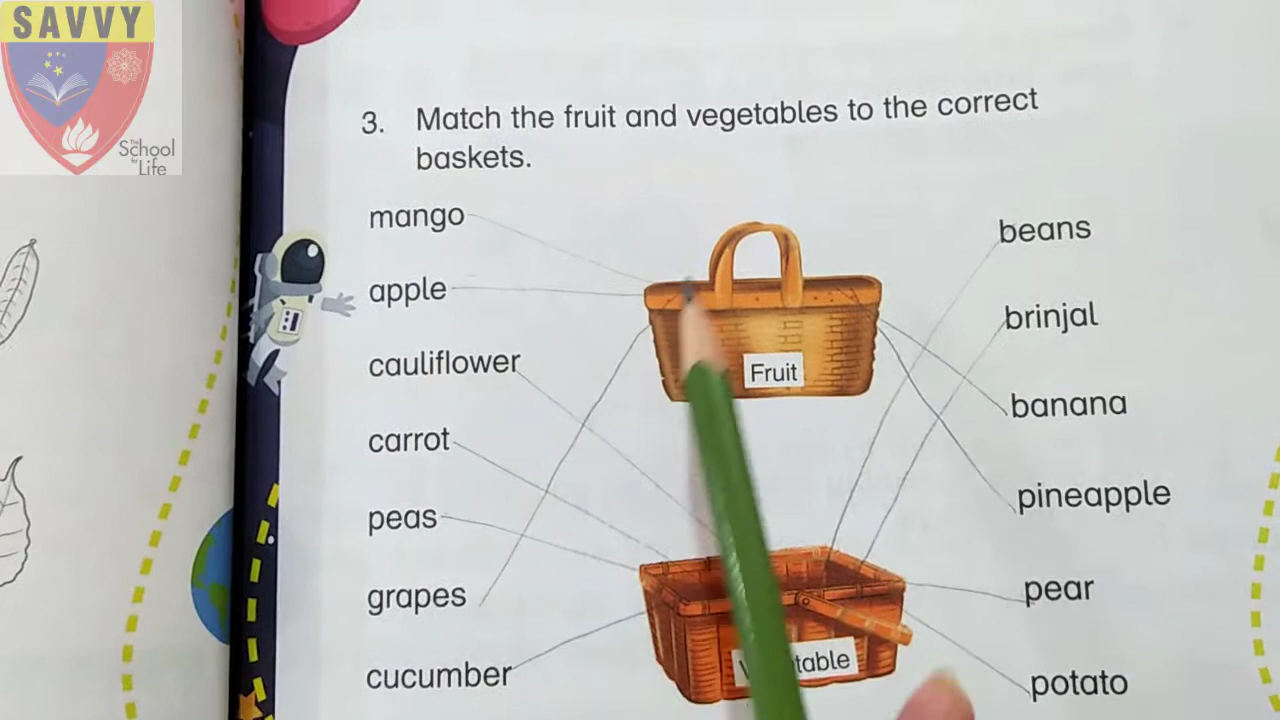 SAVVY
The School
for Life
3. Match the fruit and vegetables to the correct
baskets.
mango
apple
cauliflower
carrot
peas
grapes
cucumber
Fruit
beans
brinjal
banana
pineapple
pear
potato